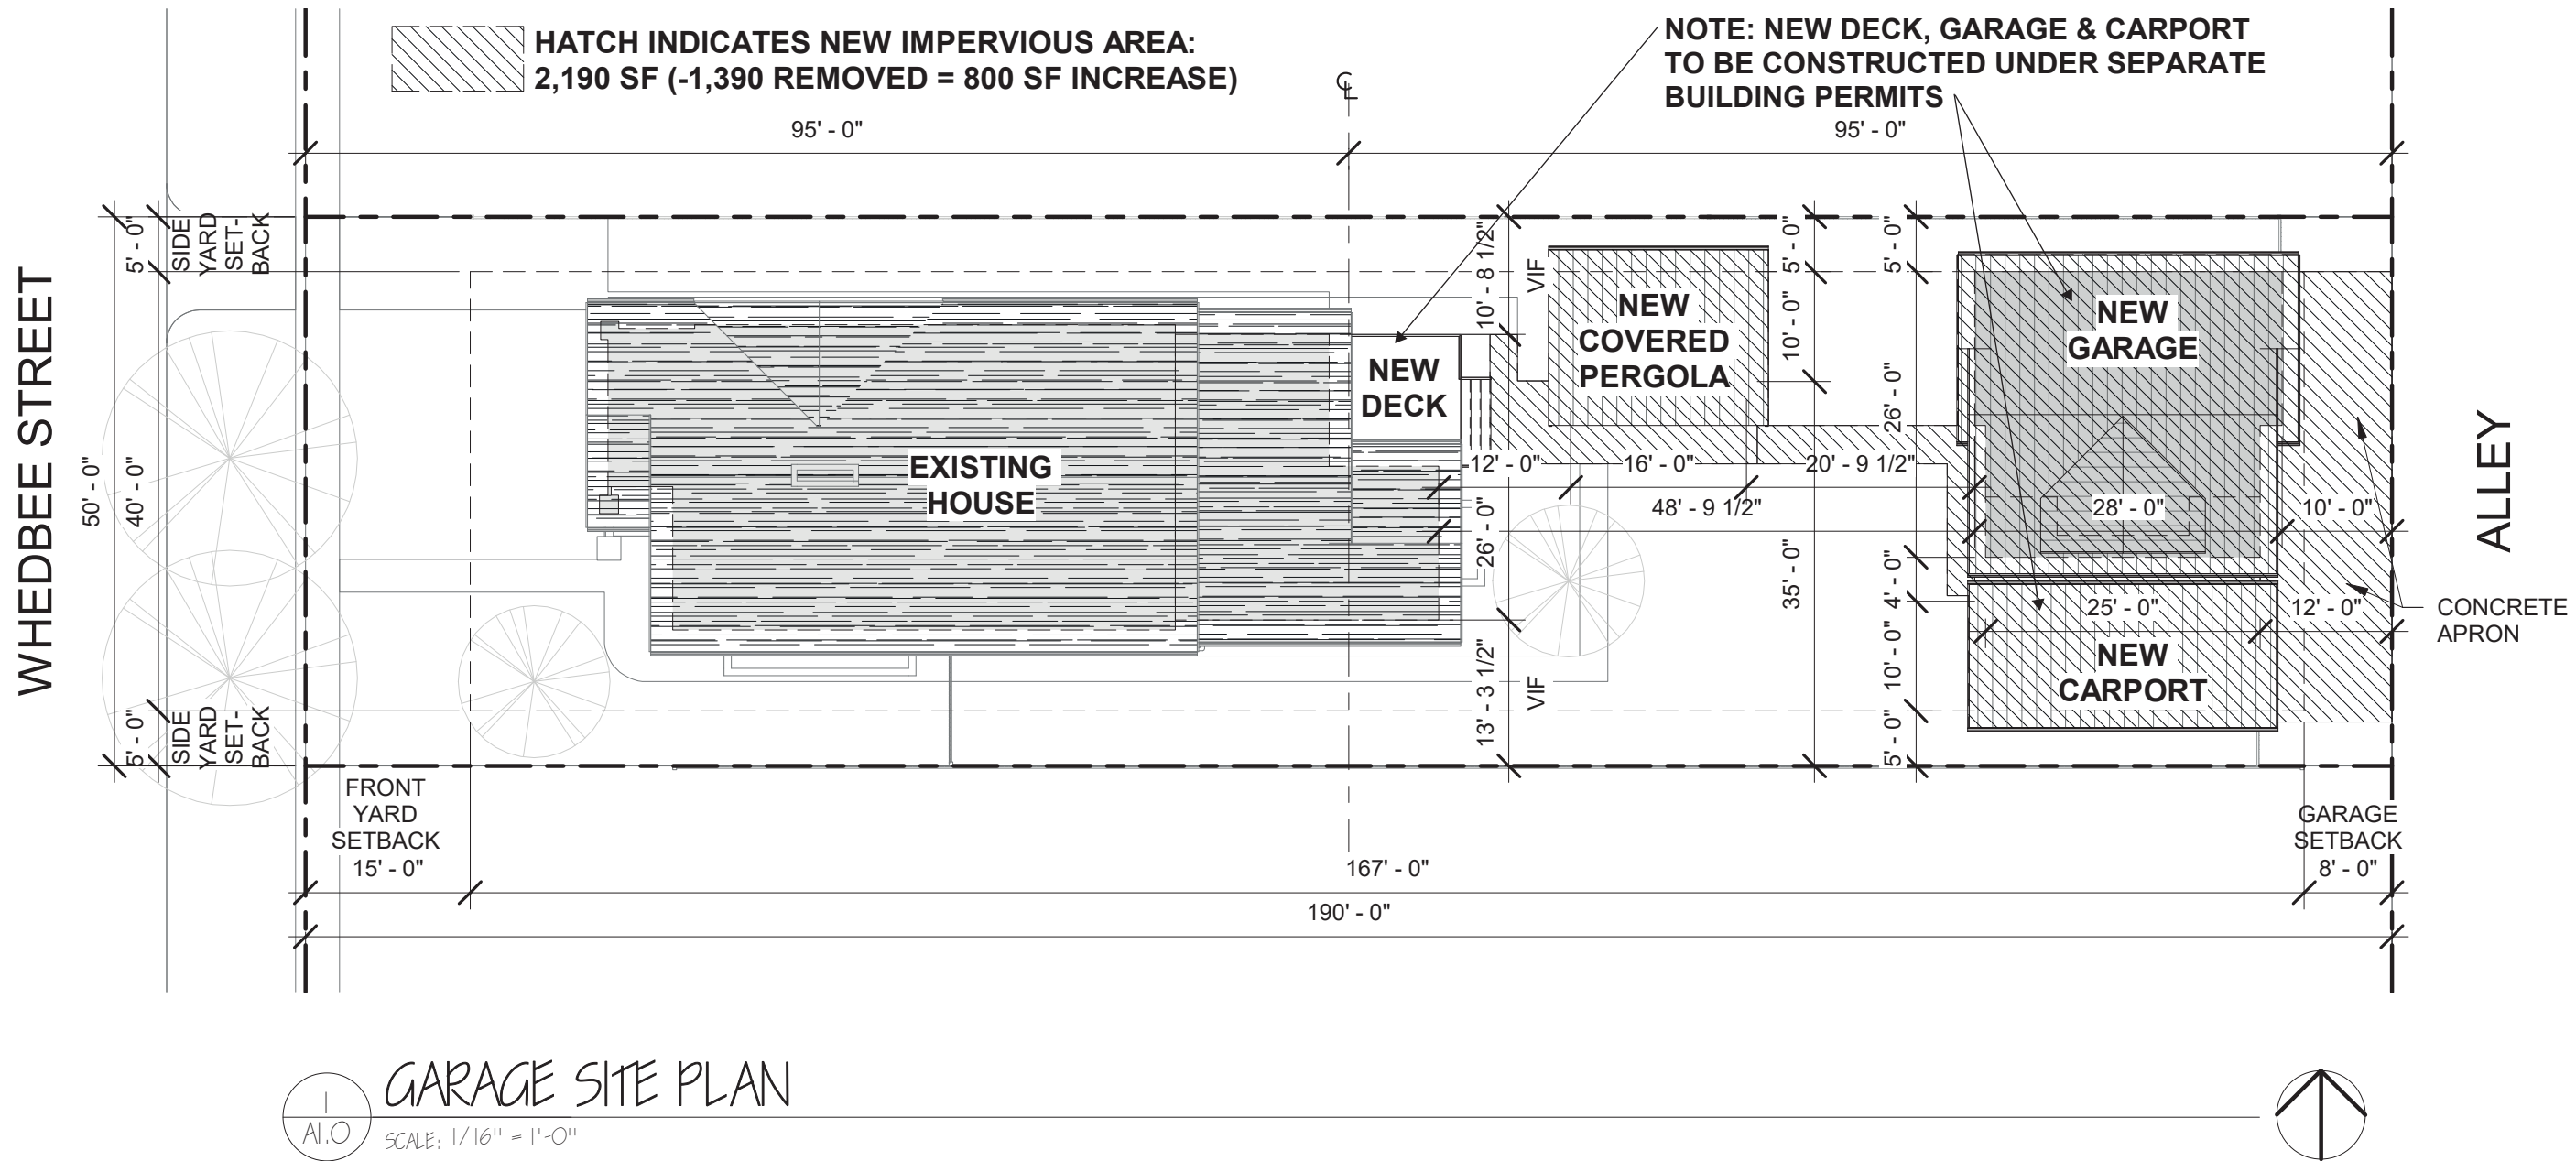 HATCH INDICATES NEW IMPERVIOUS AREA:
2,190 SF (-1,390 REMOVED = 800 SF INCREASE)
NOTE: NEW DECK, GARAGE & CARPORT
TO BE CONSTRUCTED UNDER SEPARATE
BUILDING PERMITS
CL
95' - 0"
95' - 0"
WHEDBEE STREET
50' - 0"
5' - 0"
40' - 0"
5' - 0"
SIDE
YARD
SET-
BACK
SIDE
YARD
SET-
BACK
EXISTING
HOUSE
NEW
DECK
10' - 8 1/2"
VIF
26' - 0"
13' - 3 1/2"
VIF
NEW
COVERED
PERGOLA
5' - 0"
10' - 0"
35' - 0"
12' - 0"
16' - 0"
20' - 9 1/2"
48' - 9 1/2"
5' - 0"
26' - 0"
4' - 0"
10' - 0"
5' - 0"
NEW
GARAGE
28' - 0"
10' - 0"
25' - 0"
12' - 0"
NEW
CARPORT
CONCRETE
APRON
ALLEY
FRONT
YARD
SETBACK
15' - 0"
167' - 0"
GARAGE
SETBACK
8' - 0"
190' - 0"
1
A1.0
GARAGE SITE PLAN
SCALE: 1/16" = 1'-0"